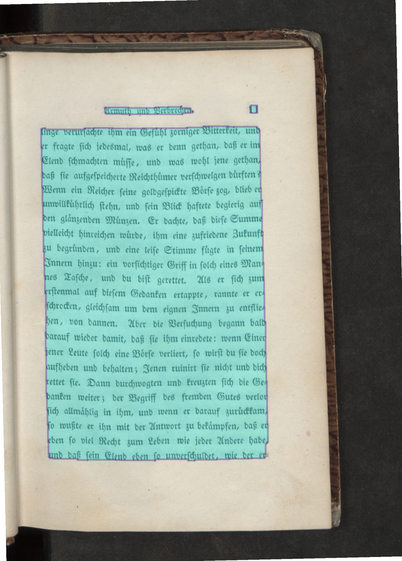 Armuth und Verbrechen.
inge verursachte ihm ein Gefühl zorniger Bitterkeit, und
er fragte sich jedesmal, was er denn gethan, daß er im
Elend schmachten müsse, und was wohl jene gethan,
daß sie aufgespeicherte Reichthümer verschwelgen dürften?
Wenn ein Reicher seine goldgespickte Börse zog, blieb er
unwillkührlich stehn, und sein Blick haftete begierig auf
den glänzenden Münzen. Er dachte, daß diese Summe
vielleicht hinreichen würde, ihm eine zufriedene Zukunft
zu begründen, und eine leise Stimme fügte in seinem
Innern hinzu: ein vorsichtiger Griff in solch eines Man-
nes Tasche, und du bist gerettet. Als er sich zum
erstenmal auf diesem Gedanken ertappte, rannte er er-
schrocken, gleichsam um dem eignen Innern zu entflie-
hen, von dannen. Aber die Versuchung begann bald
darauf wieder damit, daß sie ihm einredete: wenn Einer
jener Leute solch eine Börse verliert, so wirst du sie doch
aufheben und behalten; Jenen ruinirt sie nicht und dich
rettet sie. Dann durchwogten und kreuzten sich die Ge-
danken weiter; der Begriff des fremden Gutes verlor
sich allmählig in ihm, und wenn er darauf zurückkam,
so wußte er ihn mit der Antwort zu bekämpfen, daß er
eben so viel Recht zum Leben wie jeder Andere habe
und daß sein Elend eben so unverschuldet, wie der er